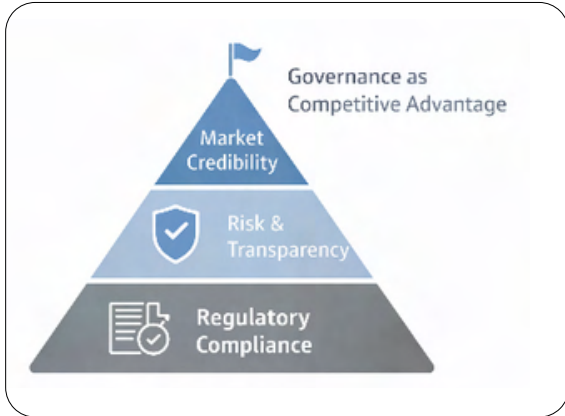 Governance as
Competitive Advantage
Market
Credibility
Risk &
Transparency
Regulatory
Compliance